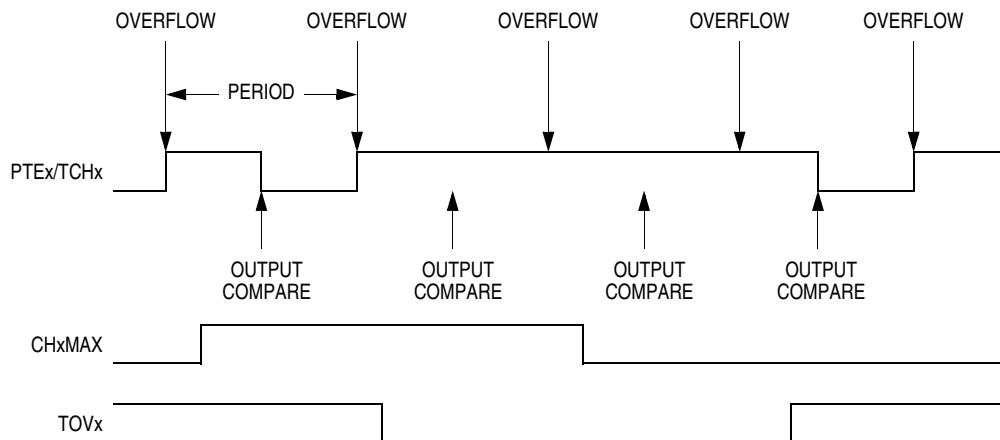 OVERFLOW OVERFLOW OVERFLOW OVERFLOW OVERFLOW
PERIOD
PTEx/TCHx
OUTPUT COMPARE
OUTPUT COMPARE
OUTPUT COMPARE
OUTPUT COMPARE
CHxMAX
TOVx